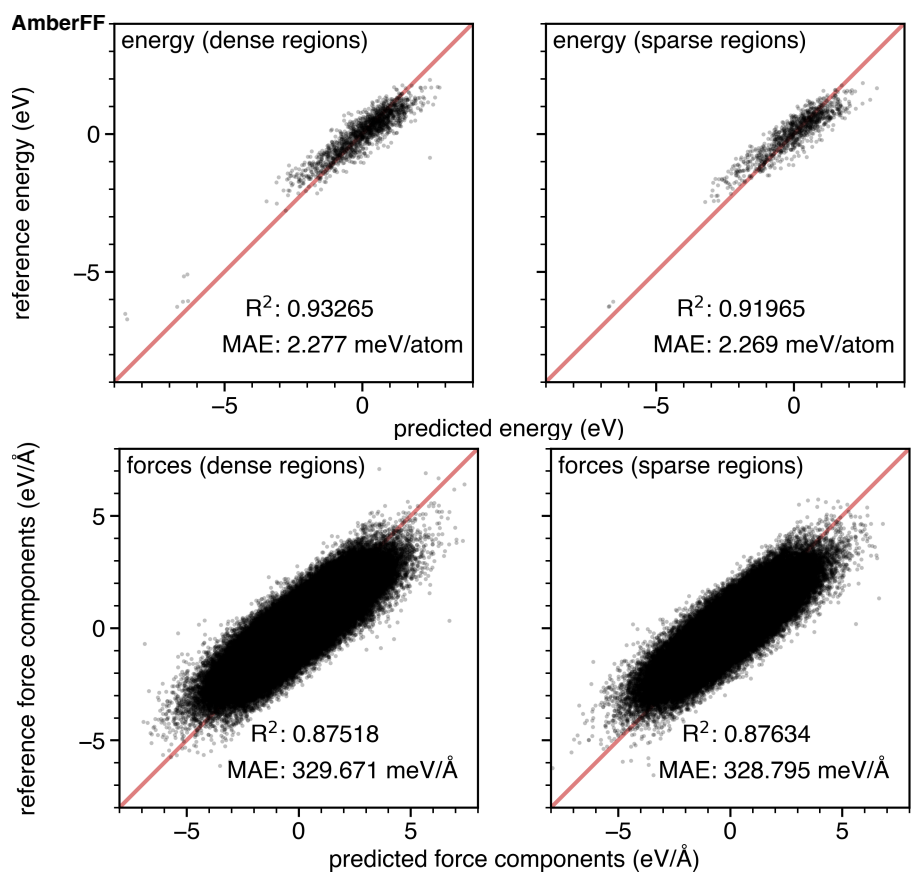 AmberFF
energy (dense regions)
energy (sparse regions)
reference energy (eV)
0
−5
R²: 0.93265
MAE: 2.277 meV/atom
R²: 0.91965
MAE: 2.269 meV/atom
−5 0 −5 0
predicted energy (eV)
forces (dense regions)
forces (sparse regions)
reference force components (eV/Å)
5
0
−5
R²: 0.87518
MAE: 329.671 meV/Å
R²: 0.87634
MAE: 328.795 meV/Å
−5 0 5 −5 0 5
predicted force components (eV/Å)